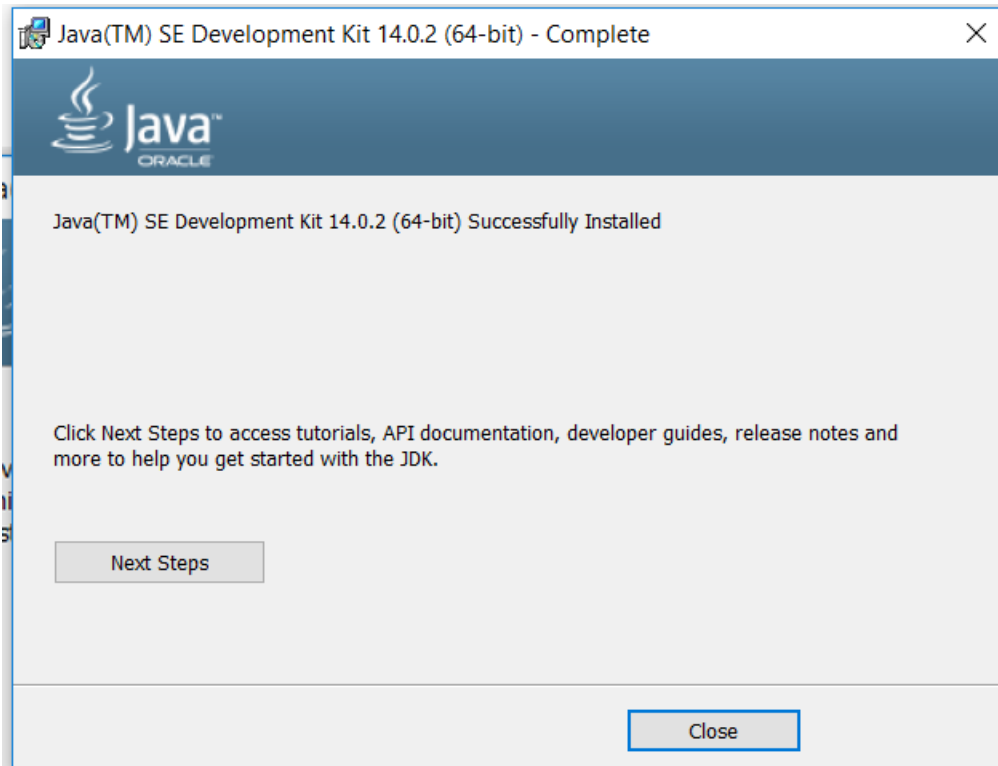 Java(TM) SE Development Kit 14.0.2 (64-bit) - Complete
Java™
ORACLE
Java(TM) SE Development Kit 14.0.2 (64-bit) Successfully Installed
Click Next Steps to access tutorials, API documentation, developer guides, release notes and
more to help you get started with the JDK.
Next Steps
Close